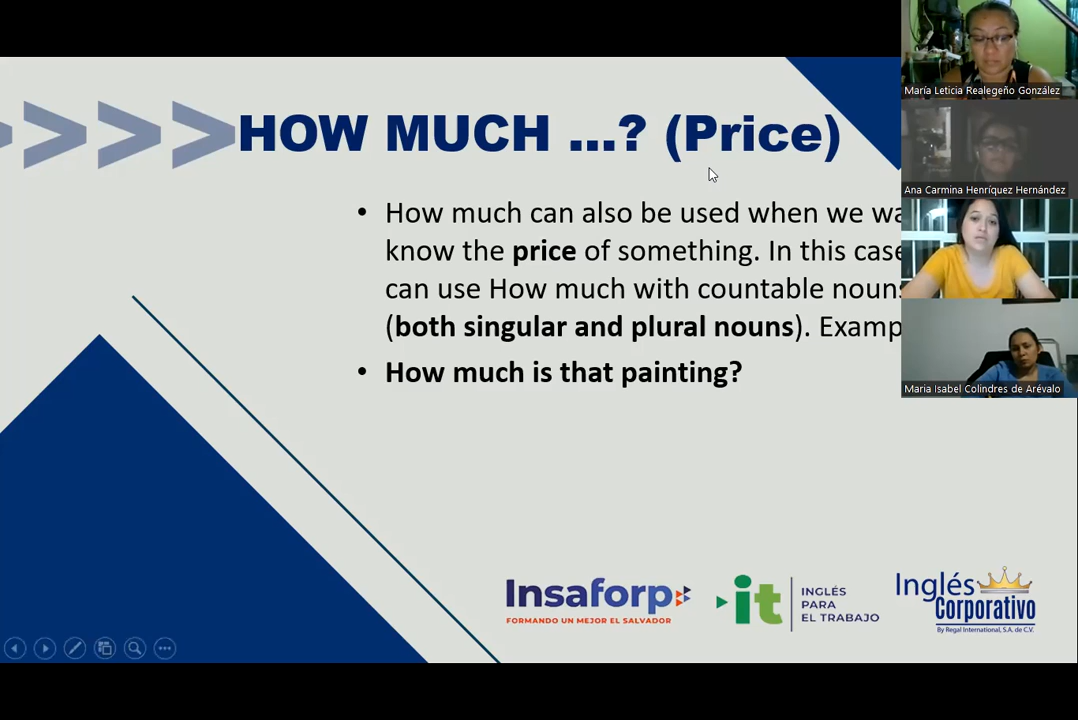 HOW MUCH ...? (Price)
• How much can also be used when we
know the price of something. In this case
can use How much with countable
(both singular and plural nouns).
• How much is that painting?
María Leticia Realegeño González
Ana Carmina Henríquez Hernández
Maria Isabel Colindres de Arévalo
Insaforp
FORMANDO UN MEJOR EL SALVADOR
it
INGLÉS
PARA
EL TRABAJO
Inglés
Corporativo
By Regal International, S.A. de C.V.